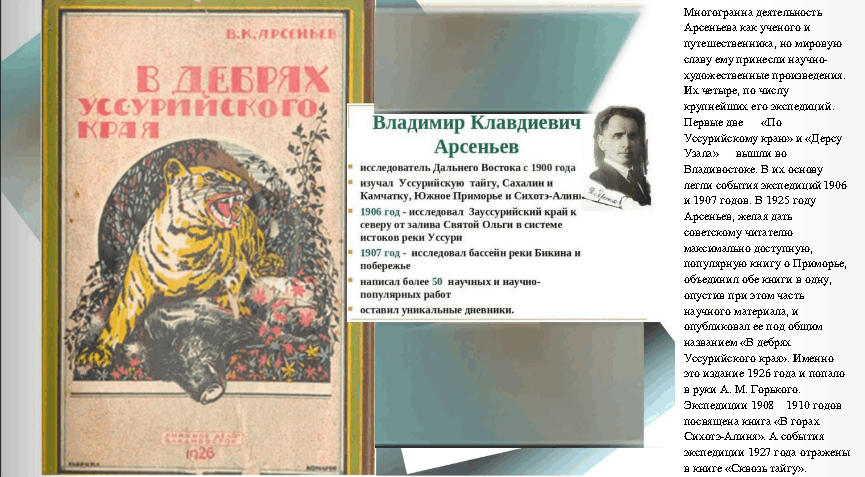 В.К.АРСЕНЬЕВ
В ДЕБРЯХ
УССУРИЙСКОГО
КРАЯ
КНИЖНОЕ ДЕЛО
ВЛАДИВОСТОК
1926
КОМАРОВ
Владимир Клавдиевич
Арсеньев
исследователь Дальнего Востока с 1900 года
изучал Уссурийскую тайгу, Сахалин и
Камчатку, Южное Приморье и Сихотэ-Алинь.
1906 год - исследовал Зауссурийский край к
северу от залива Святой Ольги в системе
истоков реки Уссури
1907 год - исследовал бассейн реки Бикина и
побережье
написал более 50 научных и научно-
популярных работ
оставил уникальные дневники.
Многогранна деятельность
Арсеньева как ученого и
путешественника, но мировую
славу ему принесли научно-
художественные произведения.
Их четыре, по числу
крупнейших его экспедиций.
Первые две «По
Уссурийскому краю» и «Дерсу
Узала» вышли во
Владивостоке. В их основу
легли события экспедиций 1906
и 1907 годов. В 1925 году
Арсеньев, желая дать
советскому читателю
максимально доступную,
популярную книгу о Приморье,
объединил обе книги в одну,
опустив при этом часть
научного материала, и
опубликовал ее под общим
названием «В дебрях
Уссурийского края». Именно
это издание 1926 года и попало
в руки А. М. Горького.
Экспедиции 1908 1910 годов
посвящена книга «В горах
Сихотэ-Алиня». А события
экспедиции 1927 года отражены
в книге «Сквозь тайгу».